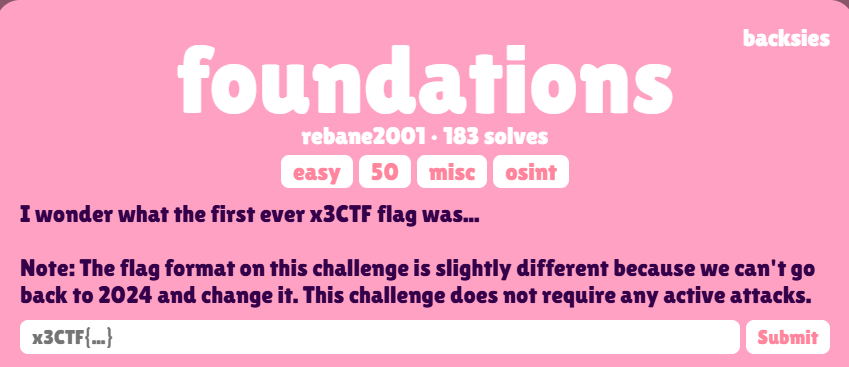 backsies
foundations
rebane2001 · 183 solves
easy 50 misc osint
I wonder what the first ever x3CTF flag was...
Note: The flag format on this challenge is slightly different because we can't go
back to 2024 and change it. This challenge does not require any active attacks.
x3CTF{...} Submit